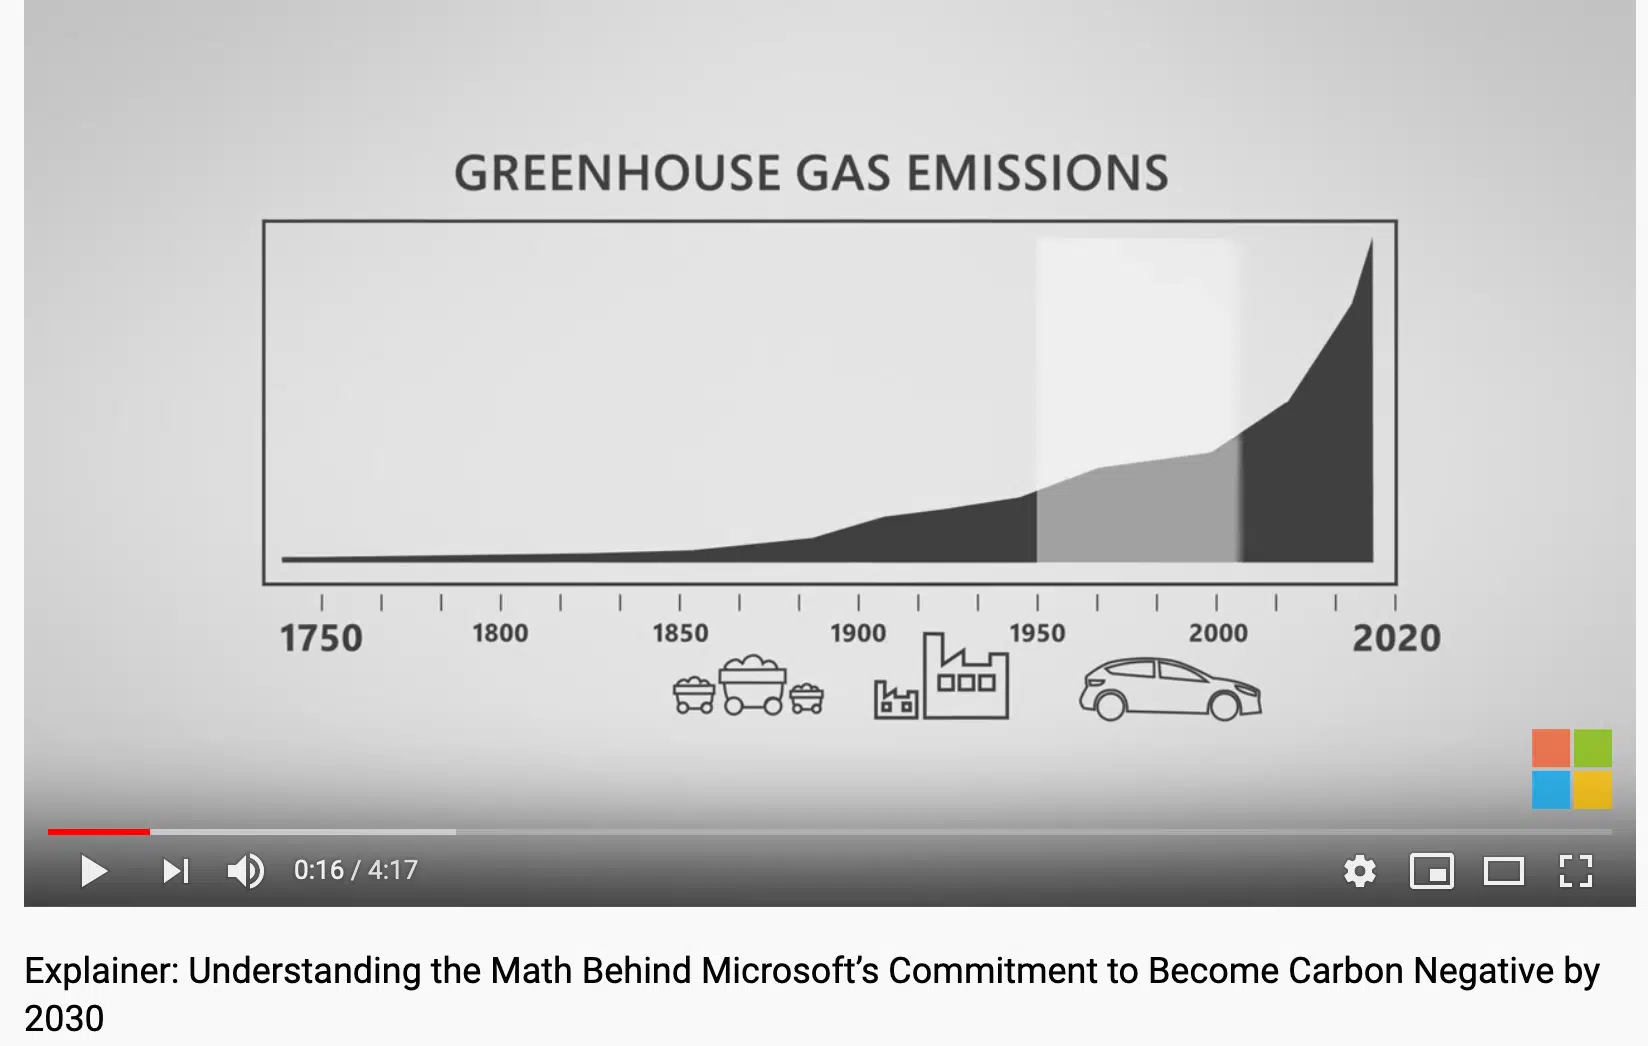 GREENHOUSE GAS EMISSIONS
1750 1800 1850 1900 1950 2000 2020
0:16 / 4:17
Explainer: Understanding the Math Behind Microsoft’s Commitment to Become Carbon Negative by
2030